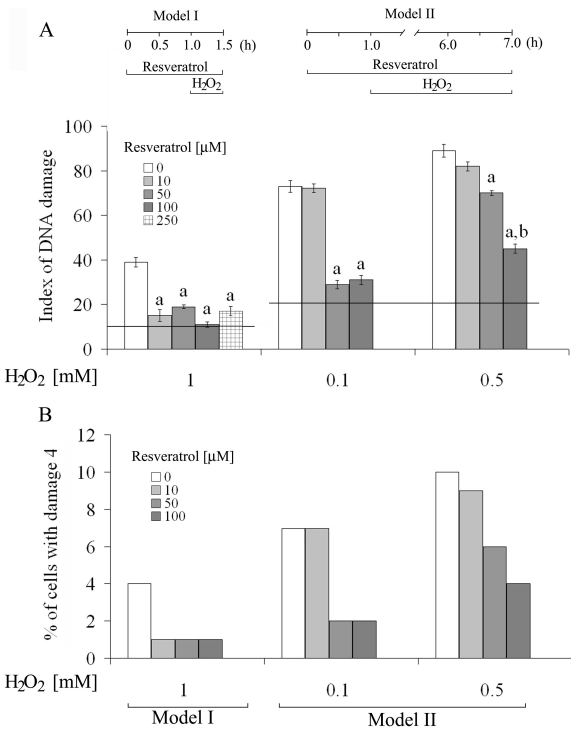 A
Model I
Model II
0 0.5 1.0 1.5 (h)
0 1.0 6.0 7.0 (h)
Resveratrol
Resveratrol
H₂O₂
H₂O₂
Index of DNA damage
100
80
60
40
20
0
Resveratrol [µM]
0
10
50
100
250
a a a a
a a
a a,b
H₂O₂ [mM] 1 0.1 0.5
B
% of cells with damage 4
12
10
8
6
4
2
0
Resveratrol [µM]
0
10
50
100
H₂O₂ [mM] 1 0.1 0.5
Model I Model II